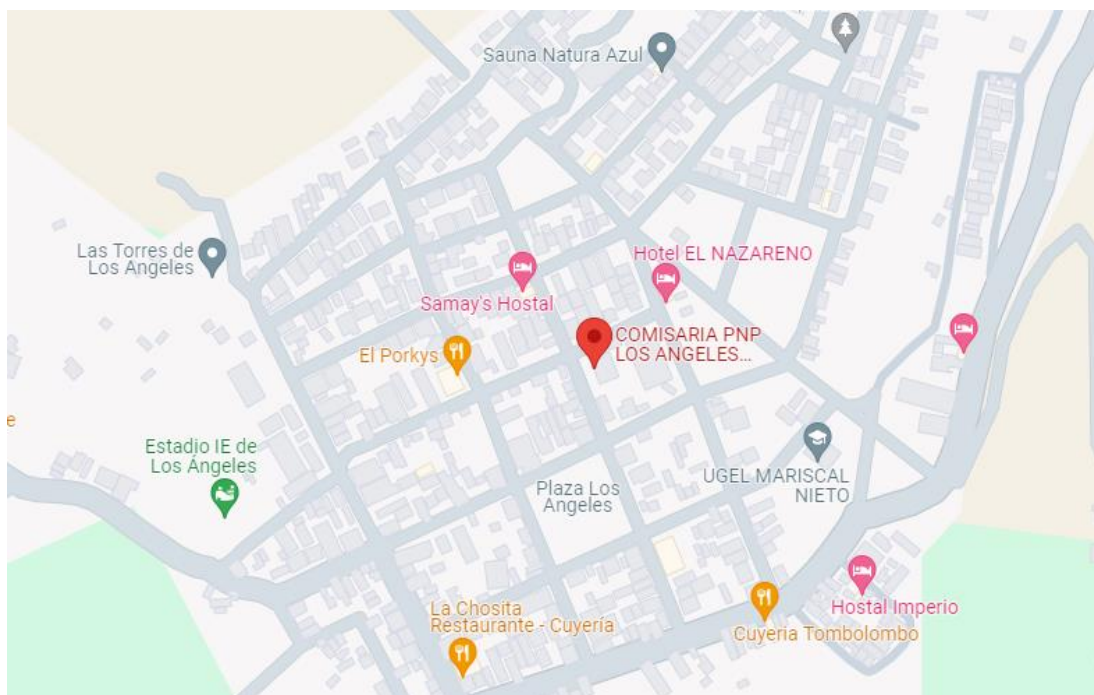 Sauna Natura Azul
Las Torres de
Los Angeles
Hotel EL NAZARENO
Samay's Hostal
COMISARIA PNP
LOS ANGELES...
El Porkys
e
Estadio IE de
Los Ángeles
Plaza Los
Angeles
UGEL MARISCAL
NIETO
La Chosita
Restaurante - Cuyería
Hostal Imperio
Cuyeria Tombolombo